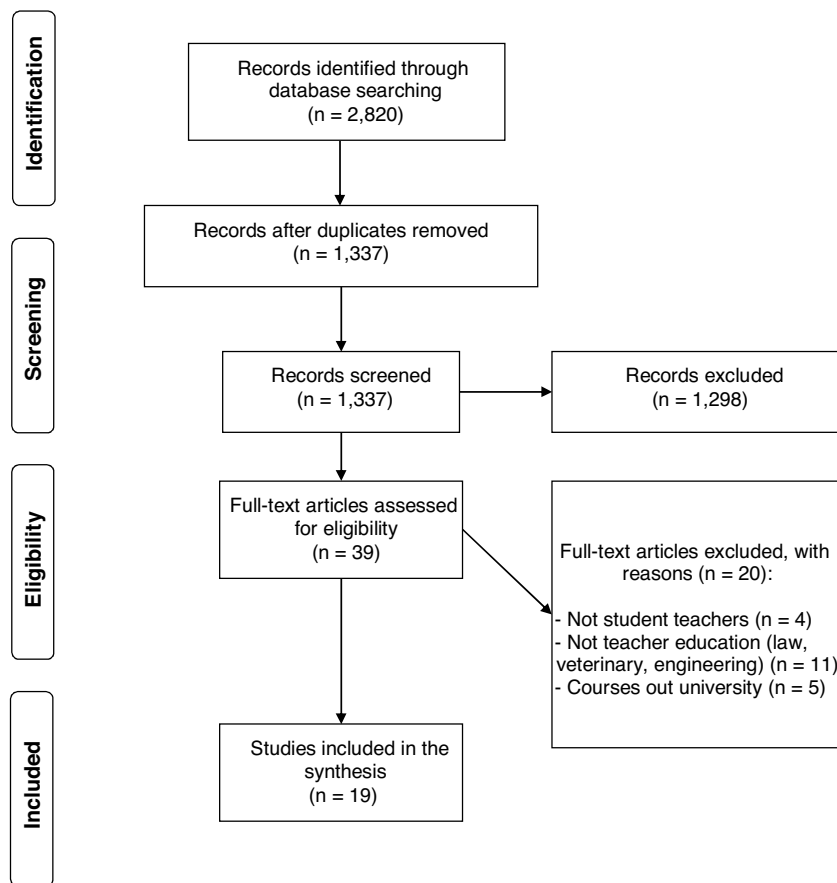 Identification
Records identified through
database searching
(n = 2,820)
Records after duplicates removed
(n = 1,337)
Screening
Records screened
(n = 1,337)
Records excluded
(n = 1,298)
Eligibility
Full-text articles assessed
for eligibility
(n = 39)
Full-text articles excluded, with
reasons (n = 20):
- Not student teachers (n = 4)
- Not teacher education (law,
veterinary, engineering) (n = 11)
- Courses out university (n = 5)
Included
Studies included in the
synthesis
(n = 19)